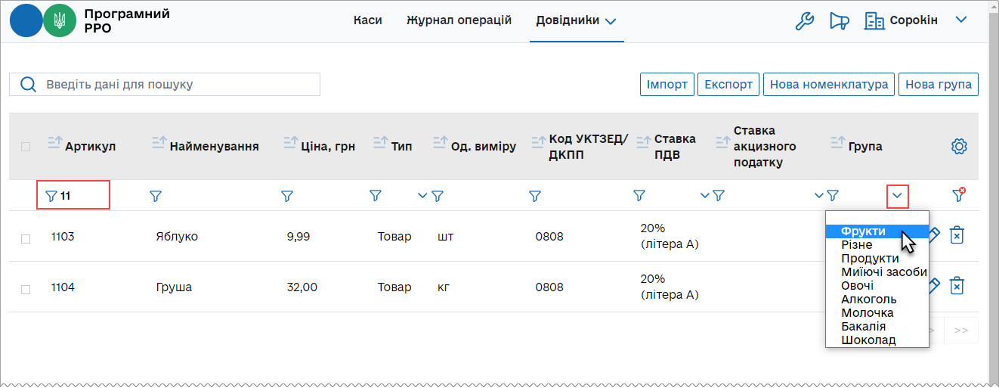 Програмний
РРО
Каси
Журнал операцій
Довідники
Сорокін
Введіть дані для пошуку
Імпорт
Експорт
Нова номенклатура
Нова група
Артикул
Найменування
Ціна, грн
Тип
Од. виміру
Код УКТЗЕД/
ДКПП
Ставка
ПДВ
Ставка
акцизного
податку
Група
11
1103
Яблуко
9,99
Товар
шт
0808
20%
(літера А)
1104
Груша
32,00
Товар
кг
0808
20%
(літера А)
Фрукти
Різне
Продукти
Миїючі засоби
Овочі
Алкоголь
Молочка
Бакалія
Шоколад
>
>>